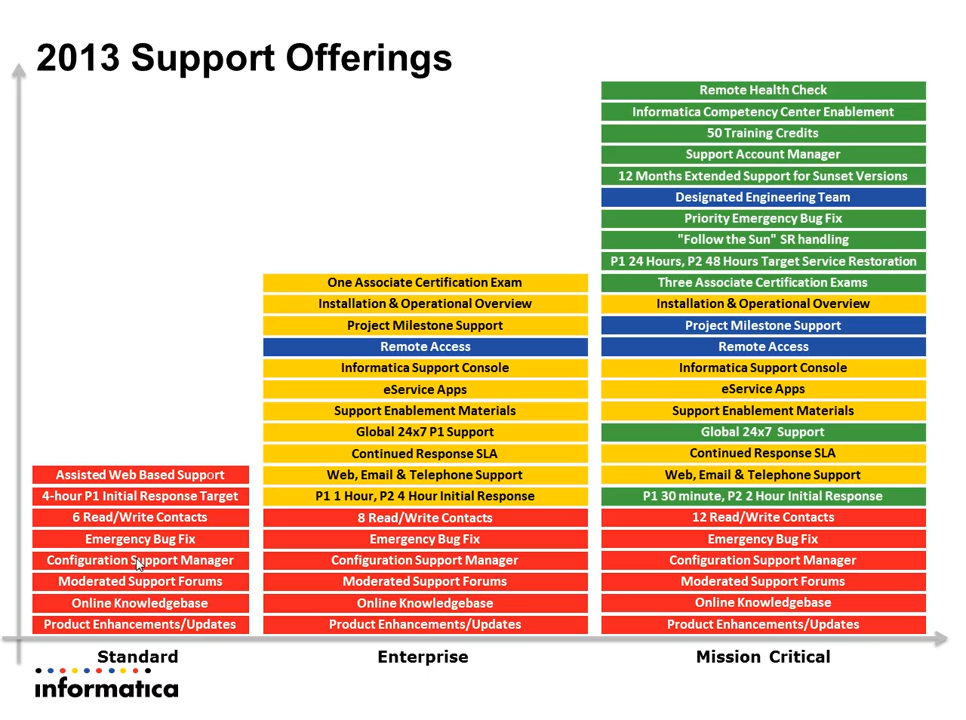 2013 Support Offerings
Assisted Web Based Support
4-hour P1 Initial Response Target
6 Read/Write Contacts
Emergency Bug Fix
Configuration Support Manager
Moderated Support Forums
Online Knowledgebase
Product Enhancements/Updates
Standard
One Associate Certification Exam
Installation & Operational Overview
Project Milestone Support
Remote Access
Informatica Support Console
eService Apps
Support Enablement Materials
Global 24x7 P1 Support
Continued Response SLA
Web, Email & Telephone Support
P1 1 Hour, P2 4 Hour Initial Response
8 Read/Write Contacts
Emergency Bug Fix
Configuration Support Manager
Moderated Support Forums
Online Knowledgebase
Product Enhancements/Updates
Enterprise
Remote Health Check
Informatica Competency Center Enablement
50 Training Credits
Support Account Manager
12 Months Extended Support for Sunset Versions
Designated Engineering Team
Priority Emergency Bug Fix
"Follow the Sun" SR handling
P1 24 Hours, P2 48 Hours Target Service Restoration
Three Associate Certification Exams
Installation & Operational Overview
Project Milestone Support
Remote Access
Informatica Support Console
eService Apps
Support Enablement Materials
Global 24x7 Support
Continued Response SLA
Web, Email & Telephone Support
P1 30 minute, P2 2 Hour Initial Response
12 Read/Write Contacts
Emergency Bug Fix
Configuration Support Manager
Moderated Support Forums
Online Knowledgebase
Product Enhancements/Updates
Mission Critical
informatica